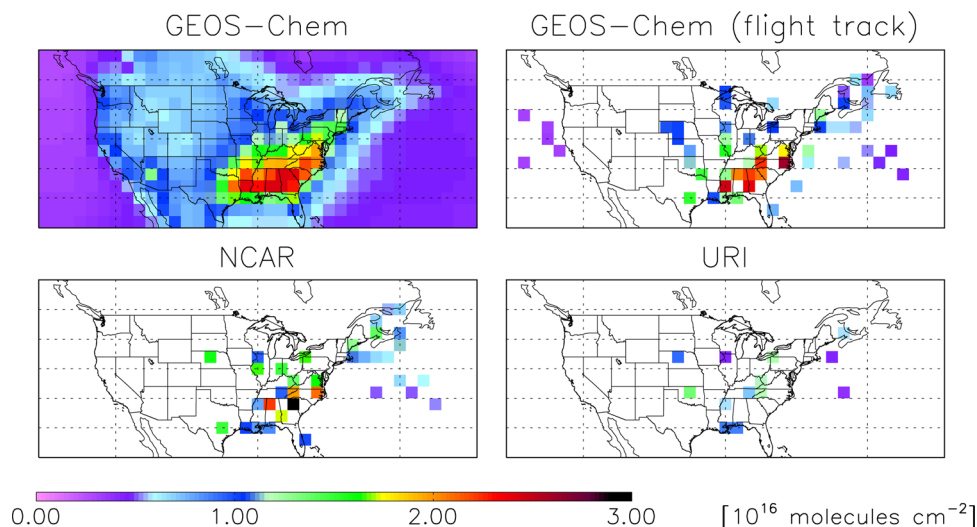 GEOS-Chem
GEOS-Chem (flight track)
NCAR
URI
0.00 1.00 2.00 3.00 [10¹⁶ molecules cm⁻²]